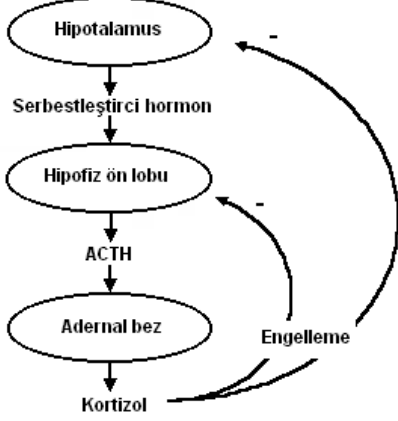 Hipotalamus
-
Serbestleştirci hormon
Hipofiz ön lobu
-
ACTH
Adernal bez
Engelleme
Kortizol